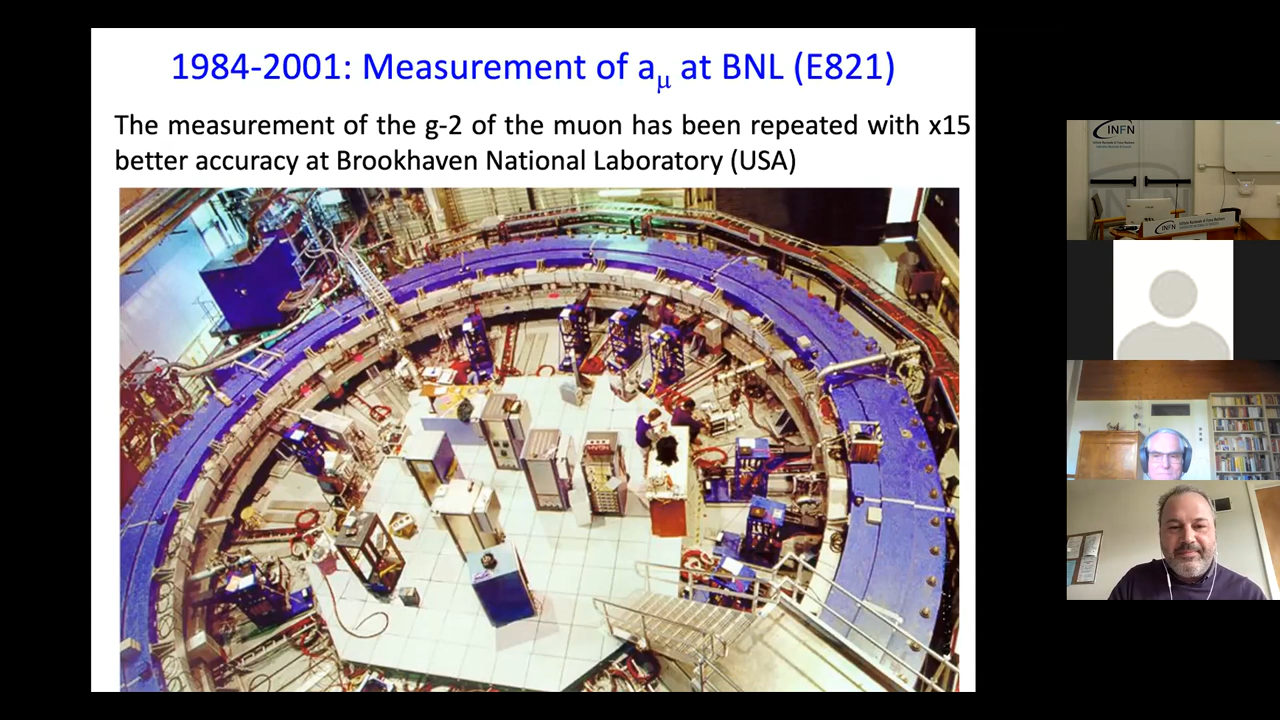 1984-2001: Measurement of aμ at BNL (E821)
The measurement of the g-2 of the muon has been repeated with x15
better accuracy at Brookhaven National Laboratory (USA)
INFN
INFN